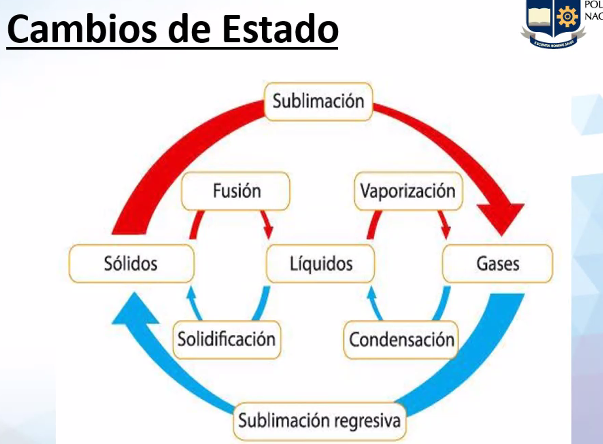 Cambios de Estado
POL
NAC
Sublimación
Fusión
Vaporización
Sólidos
Líquidos
Gases
Solidificación
Condensación
Sublimación regresiva